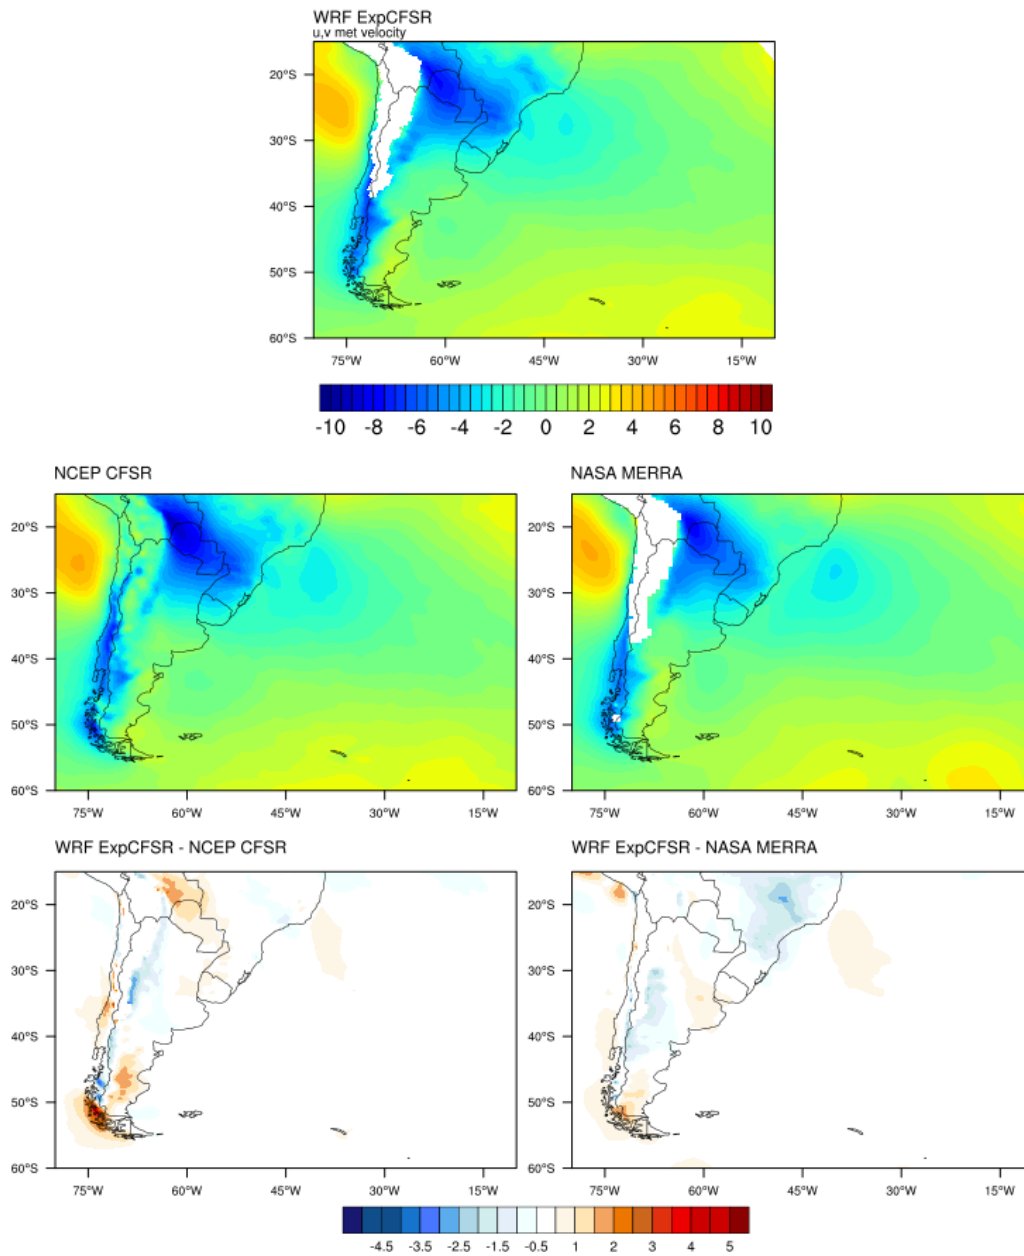 WRF ExpCFSR
u,v met velocity
20°S
30°S
40°S
50°S
60°S
75°W 60°W 45°W 30°W 15°W
-10 -8 -6 -4 -2 0 2 4 6 8 10
NCEP CFSR NASA MERRA
20°S 20°S
30°S 30°S
40°S 40°S
50°S 50°S
60°S 60°S
75°W 60°W 45°W 30°W 15°W 75°W 60°W 45°W 30°W 15°W
WRF ExpCFSR - NCEP CFSR WRF ExpCFSR - NASA MERRA
20°S 20°S
30°S 30°S
40°S 40°S
50°S 50°S
60°S 60°S
75°W 60°W 45°W 30°W 15°W 75°W 60°W 45°W 30°W 15°W
-4.5 -3.5 -2.5 -1.5 -0.5 1 2 3 4 5